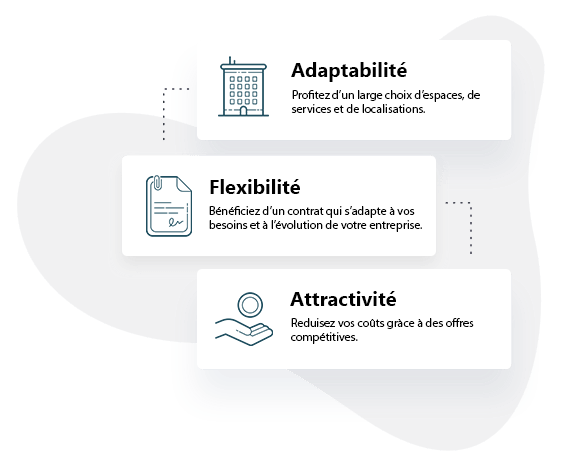 Adaptabilité
Profitez d'un large choix d'espaces, de
services et de localisations.
Flexibilité
Bénéficiez d'un contrat qui s'adapte à vos
besoins et à l'évolution de votre entreprise.
Attractivité
Reduisez vos coûts gràce à des offres
compétitives.